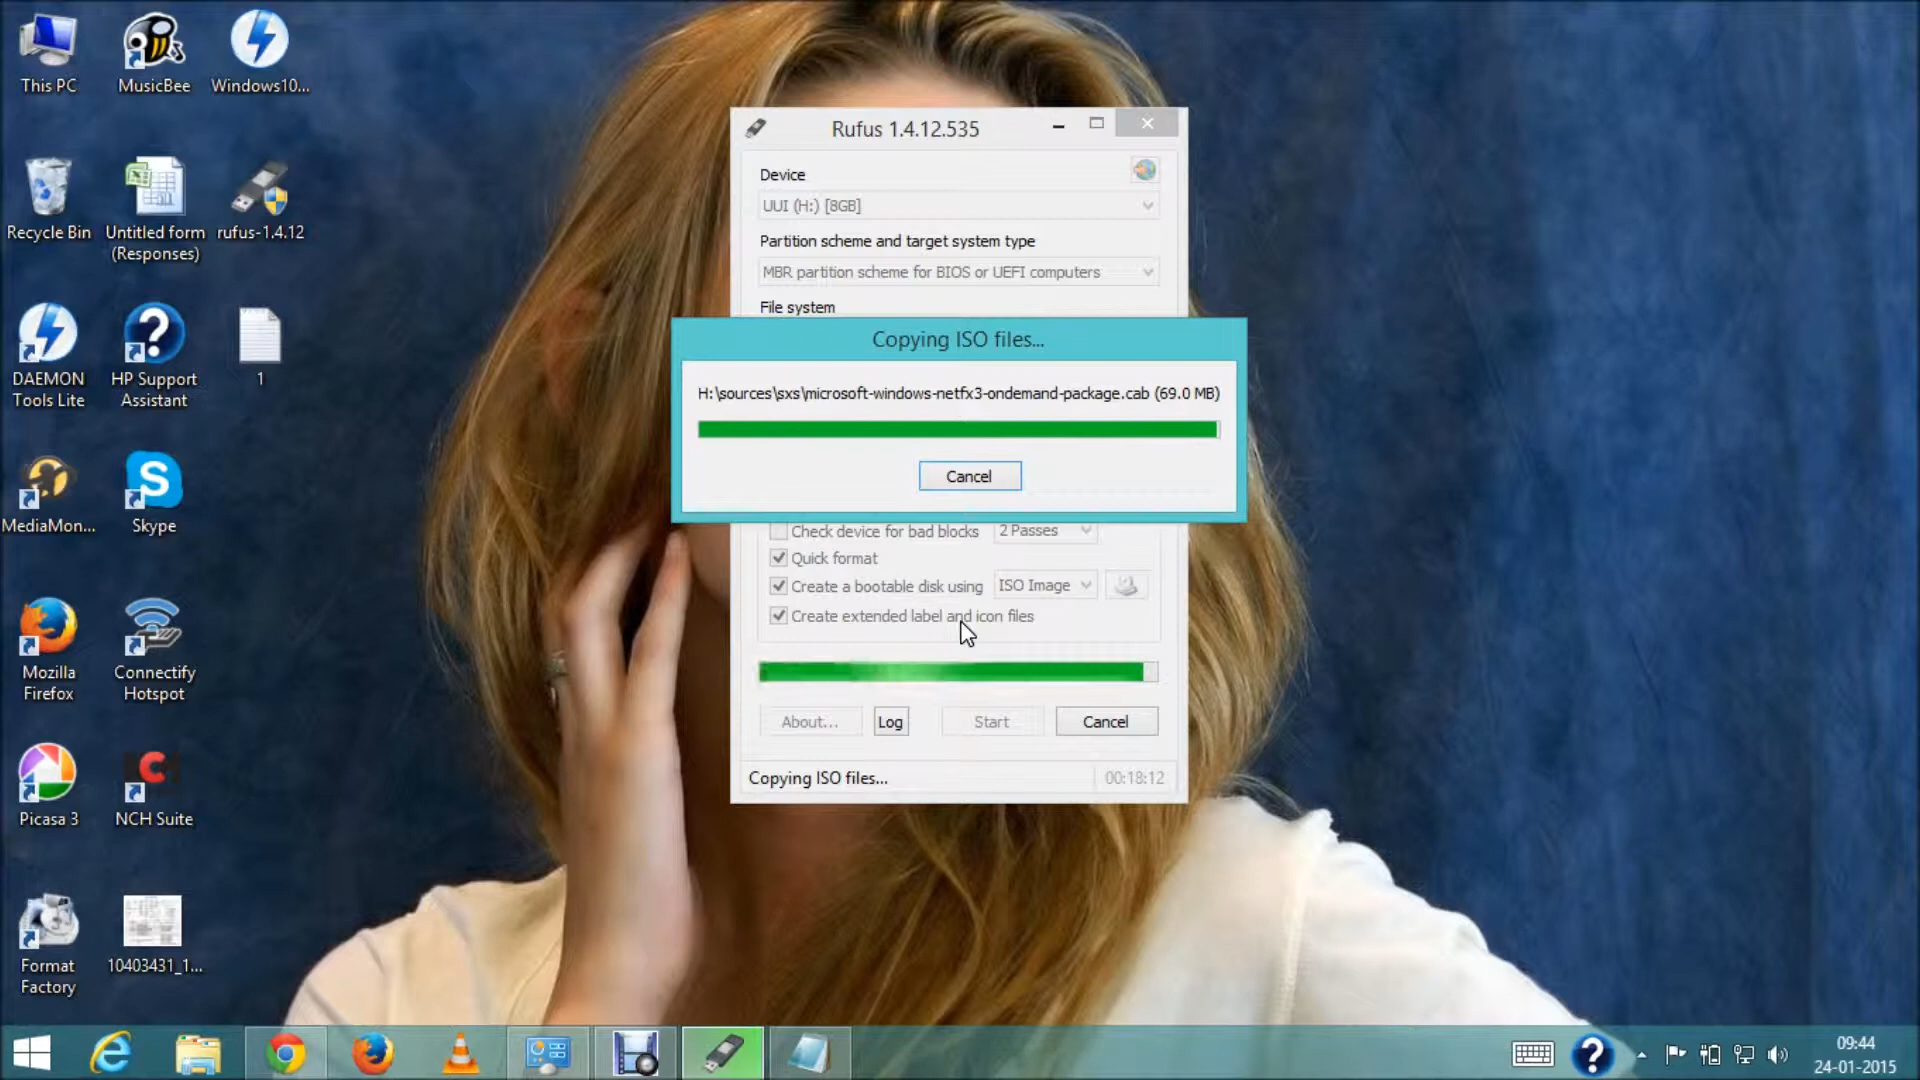 This PC
MusicBee
Windows10...
Recycle Bin
Untitled form
(Responses)
rufus-1.4.12
DAEMON
Tools Lite
HP Support
Assistant
1
MediaMon...
Skype
Mozilla
Firefox
Connectify
Hotspot
Picasa 3
NCH Suite
Format
Factory
10403431_1...
Rufus 1.4.12.535
Device
UUI (H:) [8GB]
Partition scheme and target system type
MBR partition scheme for BIOS or UEFI computers
File system
Copying ISO files...
H:\sources\sxs\microsoft-windows-netfx3-ondemand-package.cab (69.0 MB)
Cancel
Check device for bad blocks 2 Passes
Quick format
Create a bootable disk using ISO Image
Create extended label and icon files
About... Log Start Cancel
Copying ISO files... 00:18:12
09:44
24-01-2015